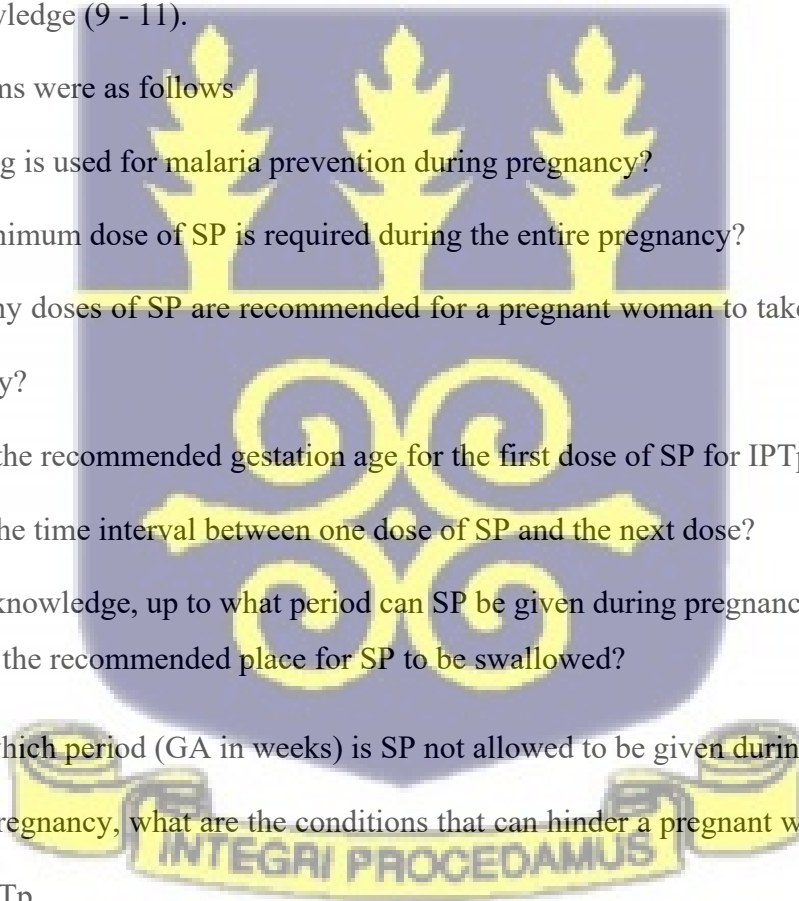 ledge (9 - 11).
ms were as follows
g is used for malaria prevention during pregnancy?
nimum dose of SP is required during the entire pregnancy?
ny doses of SP are recommended for a pregnant woman to take
y?
the recommended gestation age for the first dose of SP for IPTp
he time interval between one dose of SP and the next dose?
knowledge, up to what period can SP be given during pregnanc
the recommended place for SP to be swallowed?
hich period (GA in weeks) is SP not allowed to be given durin
regnancy, what are the conditions that can hinder a pregnant w
INTEGRI PROCEDAMUS
Tp